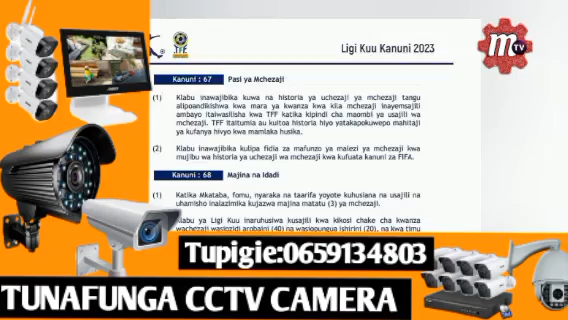 TFF
Ligi Kuu Kanuni 2023
m
TV
Kanuni : 67 Pasi ya Mchezaji
(1) Klabu inawajibika kuwa na historia ya uchezaji ya mchezaji tangu
alipoandikishwa kwa mara ya kwanza kwa kila mchezaji inayemsajili
ambayo itaiwasilisha kwa TFF katika kipindi cha maombi ya usajili wa
mchezaji. TFF itaitumia au kuitoa historia hiyo yatakapokuwepo mahitaji
ya kufanya hivyo kwa mamlaka husika.
(2) Klabu inawajibika kulipa fidia za mafunzo ya malezi ya mchezaji kwa
mujibu wa historia ya uchezaji wa mchezaji kwa kufuata kanuni za FIFA.
Kanuni : 68 Majina na Idadi
(1) Katika Mkataba, fomu, nyaraka na taarifa yoyote kuhusiana na usajili na
uhamisho inalazimika kujazwa majina matatu (3) ya mchezaji.
Klabu ya Ligi Kuu inaruhusiwa kusajili kwa kikosi chake cha kwanza
wachezaji wasiozidi arobaini (40) na wasiopungua ishirini (20), na kwa timu
Tupigie:0659134803
TUNAFUNGA CCTV CAMERA